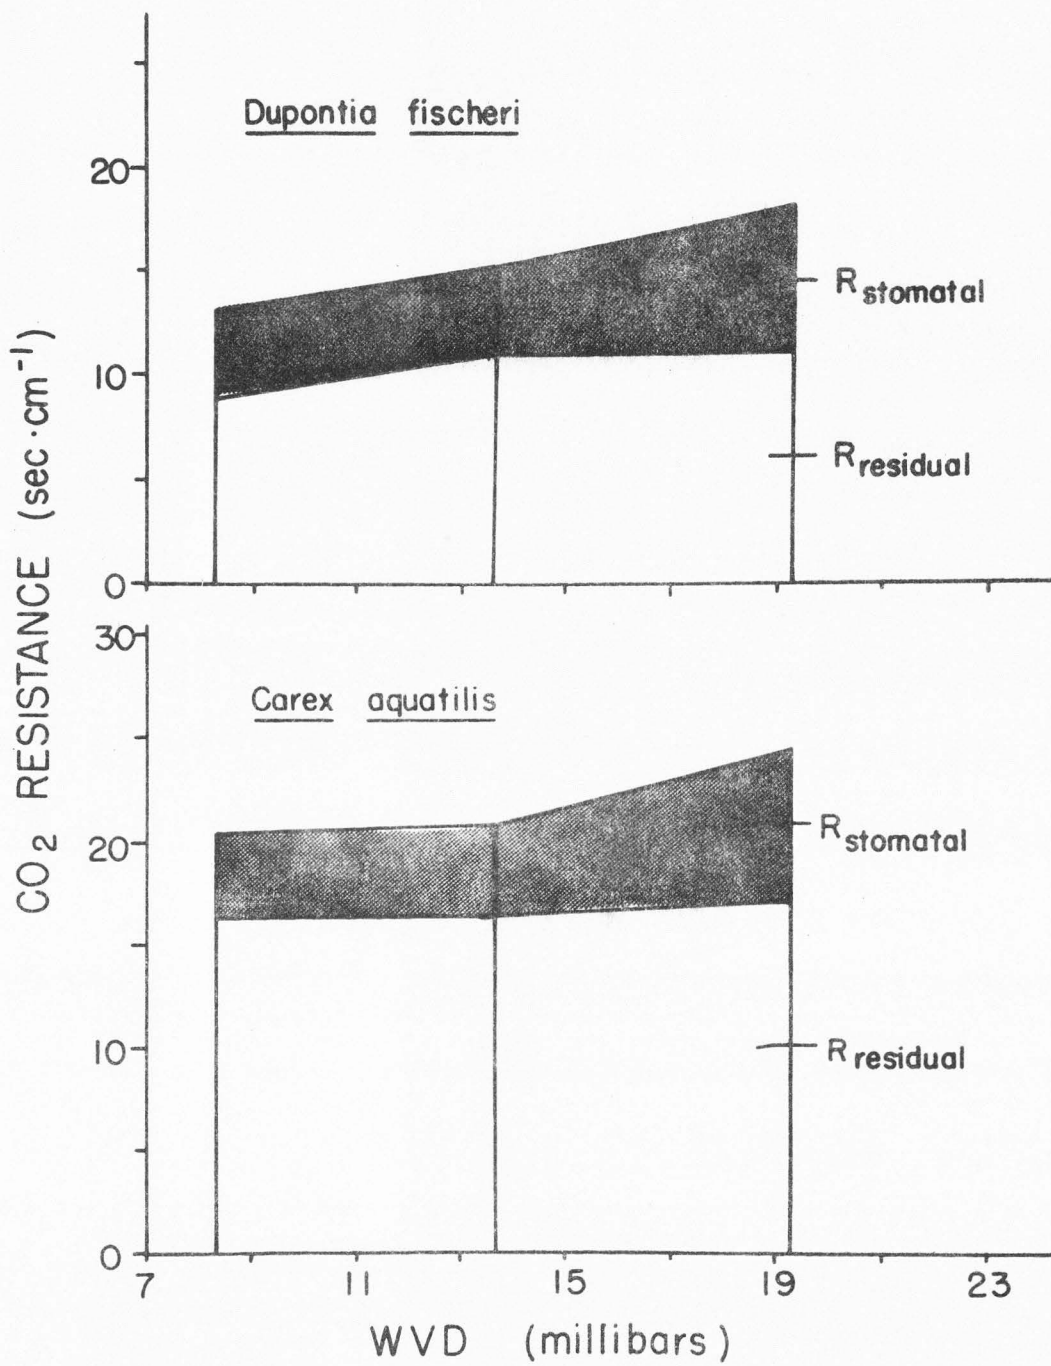 Dupontia fischeri
20
R stomatal
10
R residual
0
CO2 RESISTANCE (sec·cm⁻¹)
30
Carex aquatilis
20
R stomatal
10
R residual
0
7 11 15 19 23
WVD (millibars)